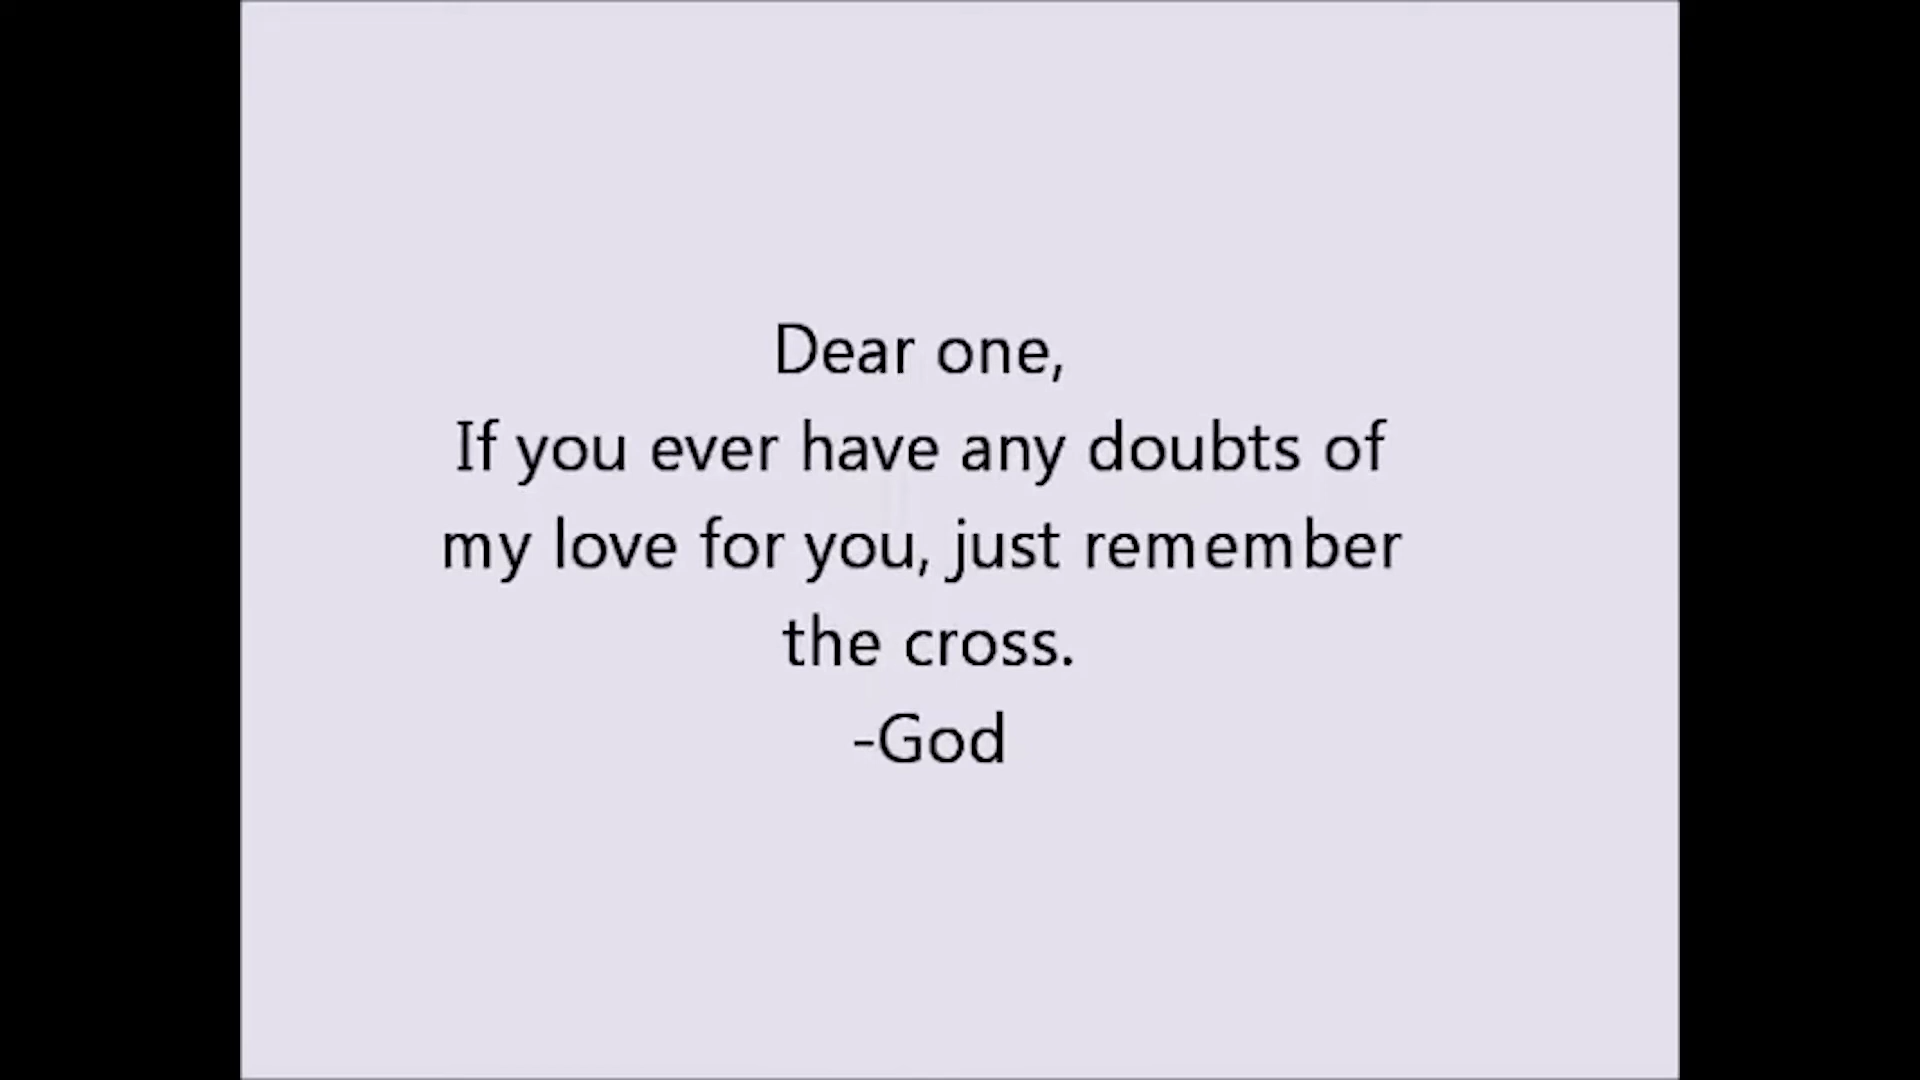 Dear one,
If you ever have any doubts of
my love for you, just remember
the cross.
-God